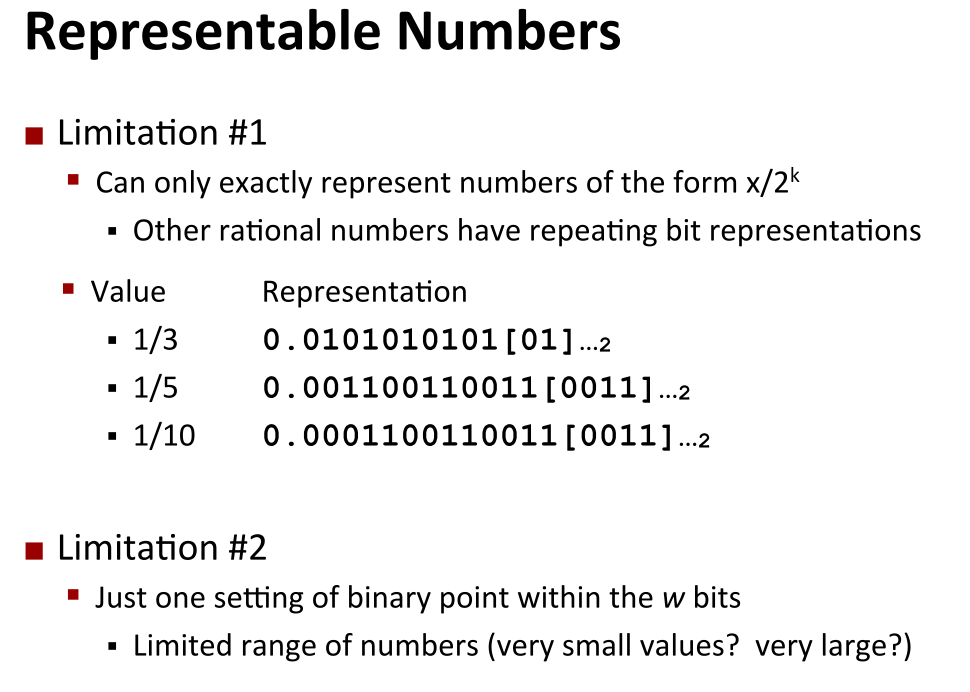 Representable Numbers
Limitation #1
Can only exactly represent numbers of the form x/2ᵏ
Other rational numbers have repeating bit representations
Value Representation
1/3 0.0101010101[01]…₂
1/5 0.001100110011[0011]…₂
1/10 0.0001100110011[0011]…₂
Limitation #2
Just one setting of binary point within the w bits
Limited range of numbers (very small values? very large?)